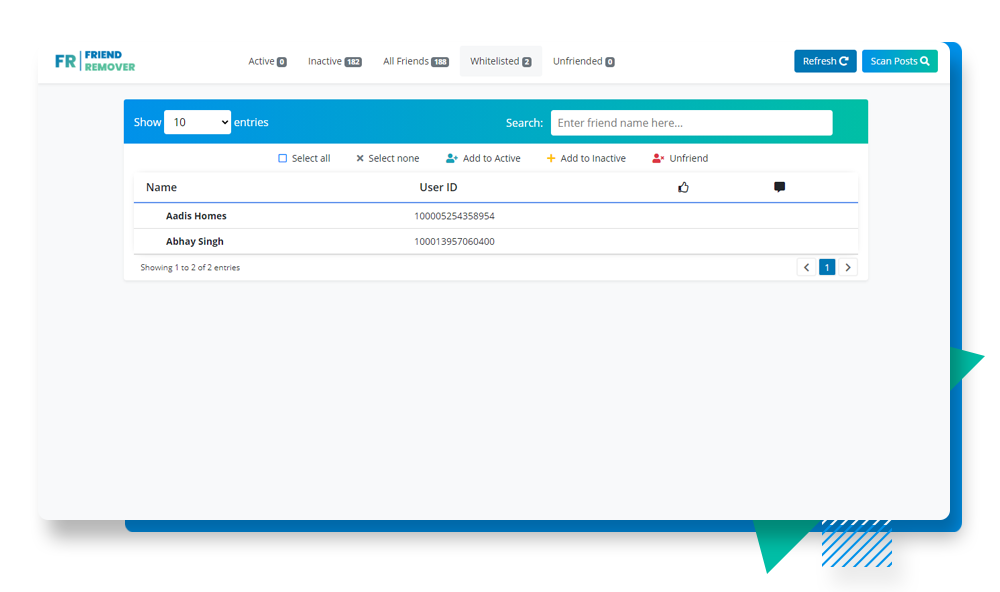 FR FRIEND REMOVER
Active 0 Inactive 182 All Friends 188 Whitelisted 2 Unfriended 0 Refresh Scan Posts
Show 10 entries Search: Enter friend name here...
Select all Select none Add to Active Add to Inactive Unfriend
Name User ID
Aadis Homes 100005254358954
Abhay Singh 100013957060400
Showing 1 to 2 of 2 entries 1